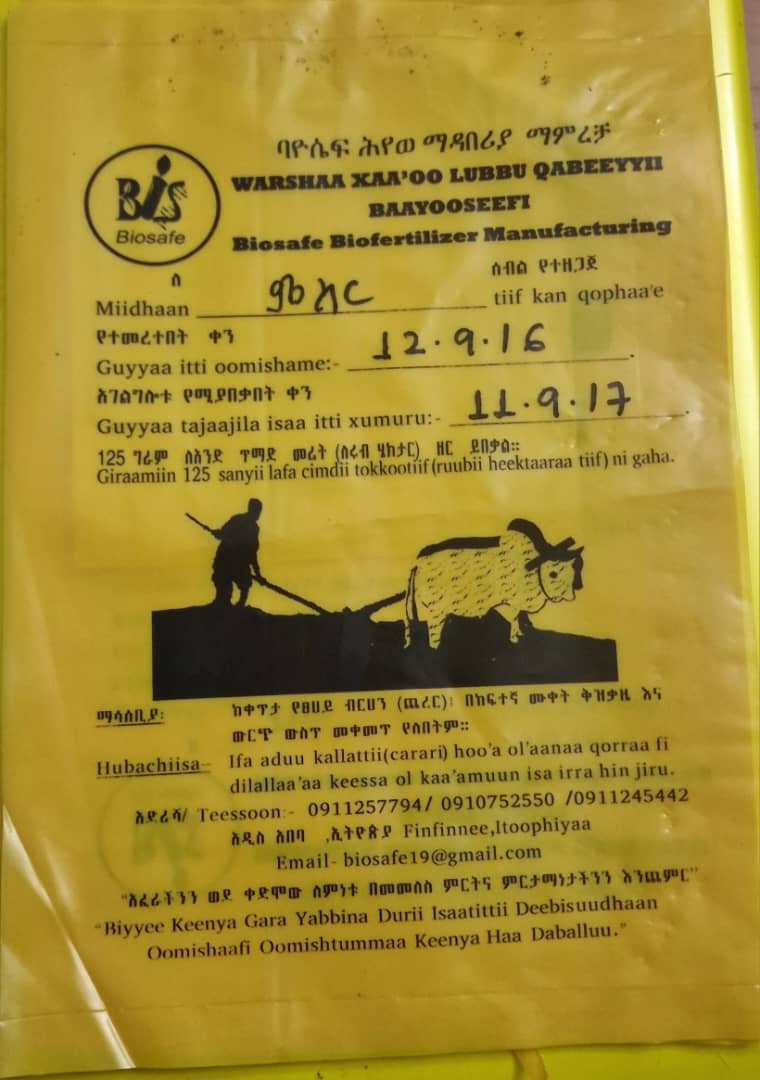 ባዮሴፍ ሕየወ ማዳበሪያ ማምረቻ
WARSHAA XAA'OO LUBBU QABEEYYII
BAAYOOSEEFI
Biosafe Biofertilizer Manufacturing
BIS
Biosafe
ለ ሰብል የተዘጋጀ
Miidhaan ምስር tiif kan qophaa'e
የተመረተበት ቀን
Guyyaa itti oomishame:- 12.9.16
አገልግሎቱ የሚያበቃበት ቀን
Guyyaa tajaajila isaa itti xumuru:- 11.9.17
125 ግራም ለአንድ ጥማድ መሬት (ለሩብ ሄክታር) ዘር ይበቃል።
Giraamiin 125 sanyii lafa cimdii tokkootiif (ruubii heektaaraa tiif) ni gaha.
ማሳሰቢያ: ከቀጥታ የፀሀይ ብርሀን (ጨረር)፤ በከፍተኛ ሙቀት ቅዝቃዜ እና
ውርጭ ውስጥ መቀመጥ የለበትም።
Hubachiisa- Ifa aduu kallattii(carari) hoo'a ol'aanaa qorraa fi
dilallaa'aa keessa ol kaa'amuun isa irra hin jiru.
አድራሻ/ Teessoon:- 0911257794/ 0910752550 /0911245442
አዲስ አበባ ,ኢትዮጵያ Finfinnee,Itoophiyaa
Email- biosafe19@gmail.com
"አፈራችንን ወደ ቀድሞው ለምነቱ በመመለስ ምርትና ምርታማነታችንን እንጨምር"
"Biyyee Keenya Gara Yabbina Durii Isaatittii Deebisuudhaan
Oomishaafi Oomishtummaa Keenya Haa Daballuu."